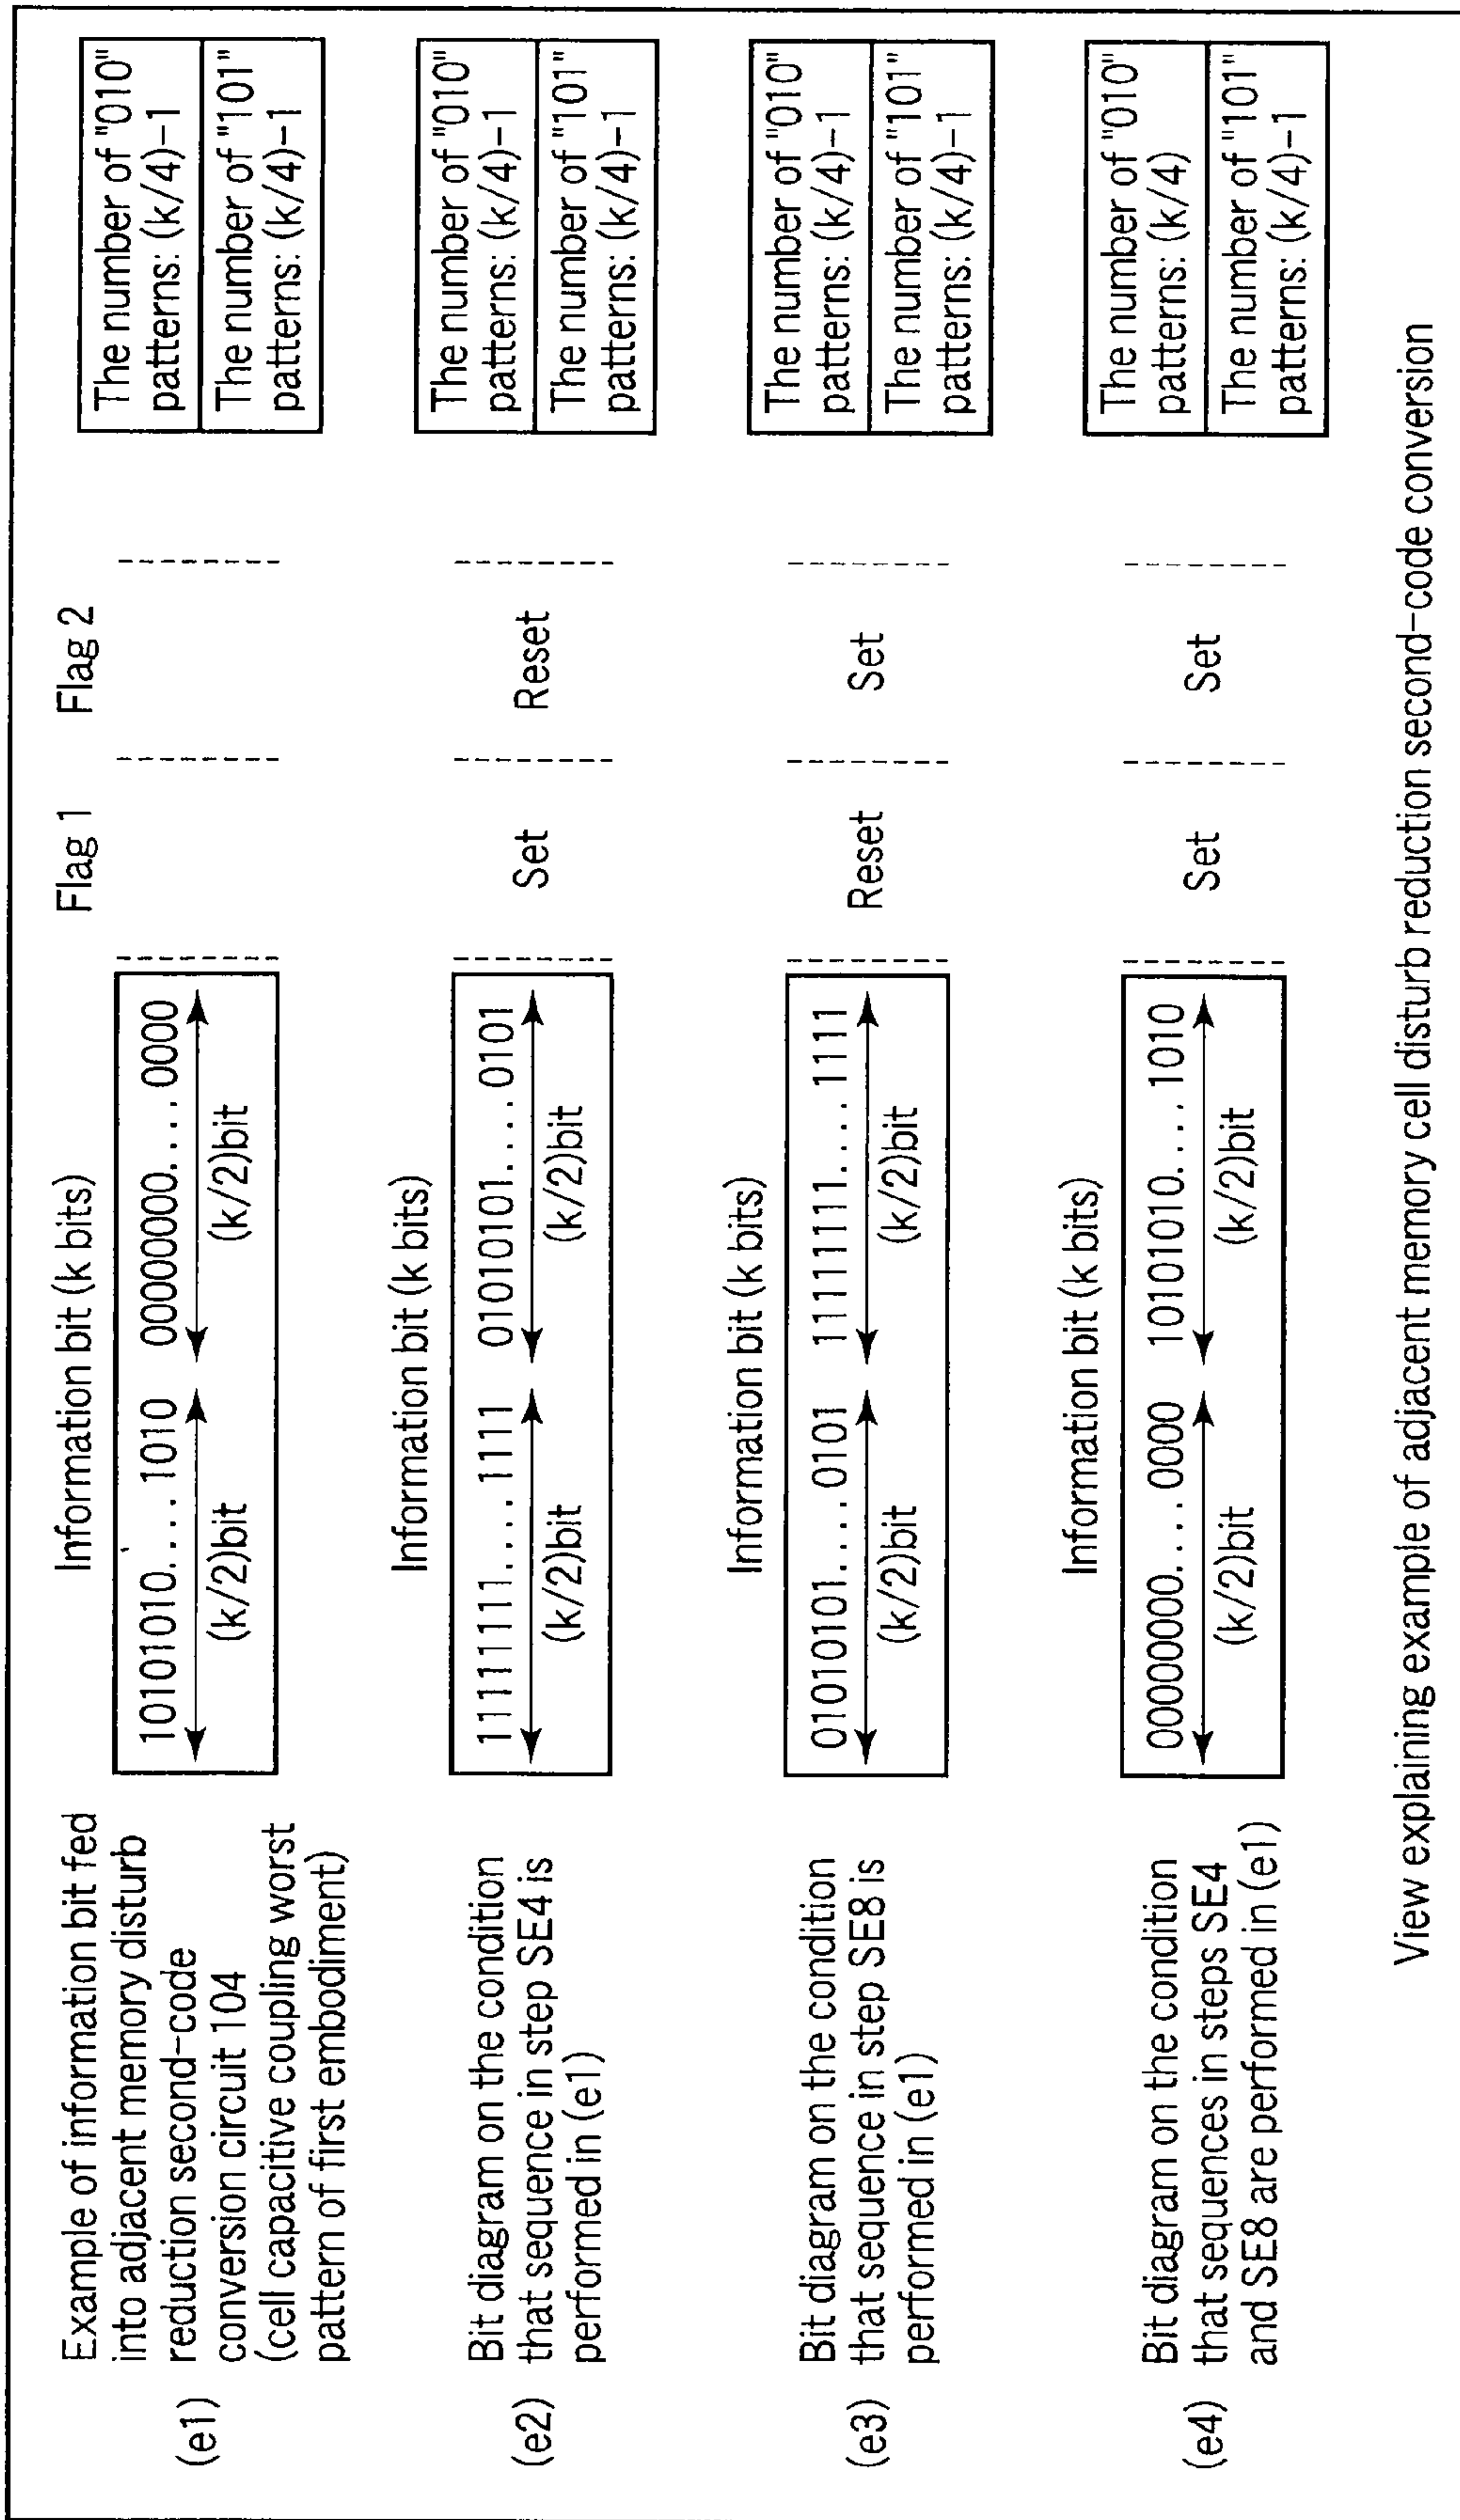 Flag 1
Flag 2
(e1)
Example of information bit fed
into adjacent memory disturb
reduction second-code
conversion circuit 104
(cell capacitive coupling worst
pattern of first embodiment)
Information bit (k bits)
10101010....1010 00000000....0000
(k/2)bit (k/2)bit
The number of "010"
patterns: (k/4)-1
The number of "101"
patterns: (k/4)-1
(e2)
Bit diagram on the condition
that sequence in step SE4 is
performed in (e1)
Information bit (k bits)
11111111....1111 01010101....0101
(k/2)bit (k/2)bit
Set
Reset
The number of "010"
patterns: (k/4)-1
The number of "101"
patterns: (k/4)-1
(e3)
Bit diagram on the condition
that sequence in step SE8 is
performed in (e1)
Information bit (k bits)
01010101....0101 11111111....1111
(k/2)bit (k/2)bit
Reset
Set
The number of "010"
patterns: (k/4)-1
The number of "101"
patterns: (k/4)-1
(e4)
Bit diagram on the condition
that sequences in steps SE4
and SE8 are performed in (e1)
Information bit (k bits)
00000000....0000 10101010....1010
(k/2)bit (k/2)bit
Set
Set
The number of "010"
patterns: (k/4)
The number of "101"
patterns: (k/4)-1
View explaining example of adjacent memory cell disturb reduction second-code conversion